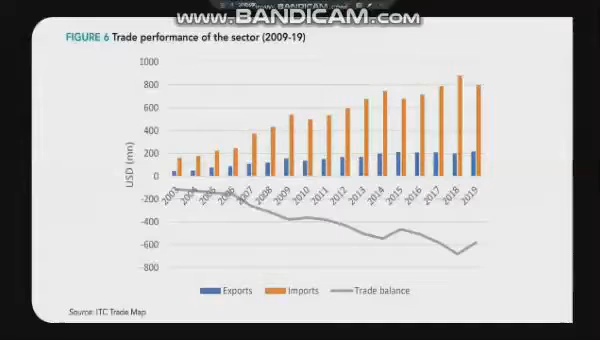 www.BANDICAM.com
FIGURE 6 Trade performance of the sector (2009-19)
1000
800
600
400
200
0
-200
-400
-600
-800
USD (mn)
2003 2004 2005 2006 2007 2008 2009 2010 2011 2012 2013 2014 2015 2016 2017 2018 2019
Exports Imports Trade balance
Source: ITC Trade Map